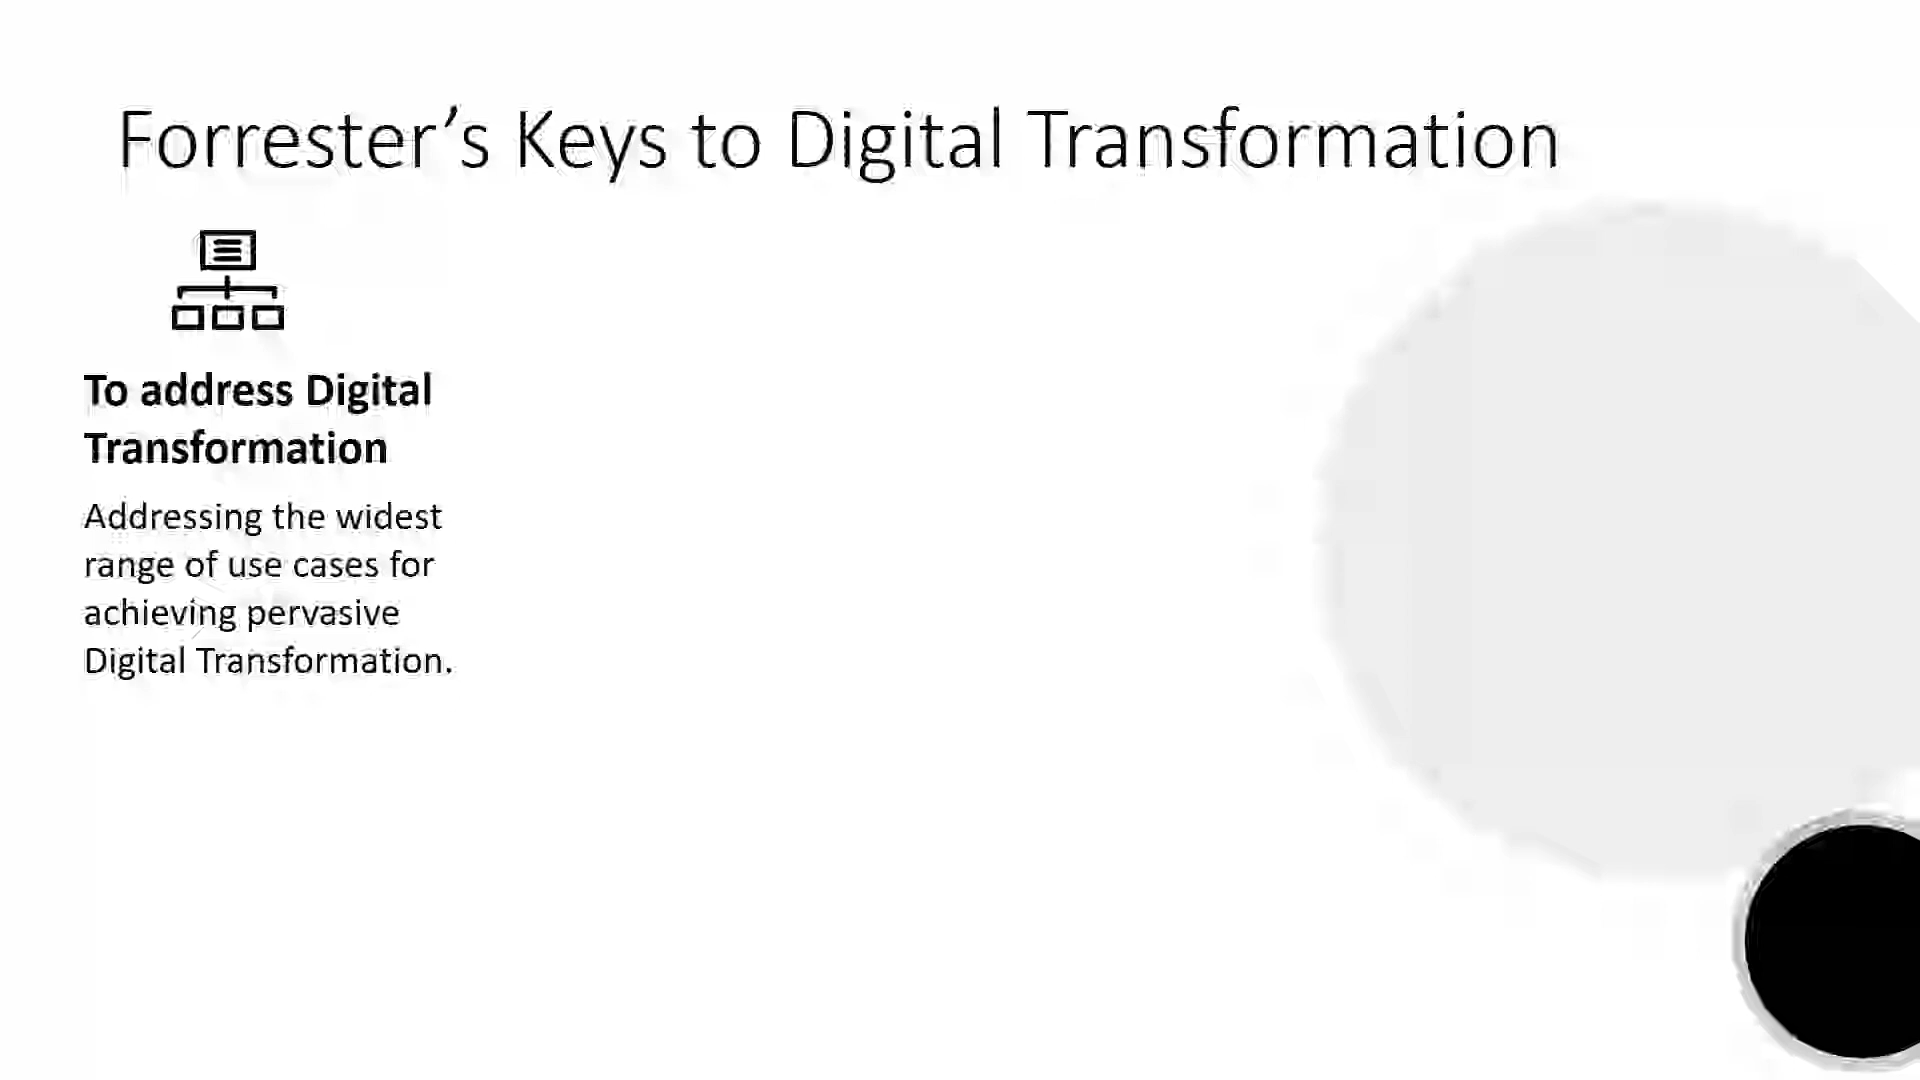 Forrester’s Keys to Digital Transformation
To address Digital
Transformation
Addressing the widest
range of use cases for
achieving pervasive
Digital Transformation.